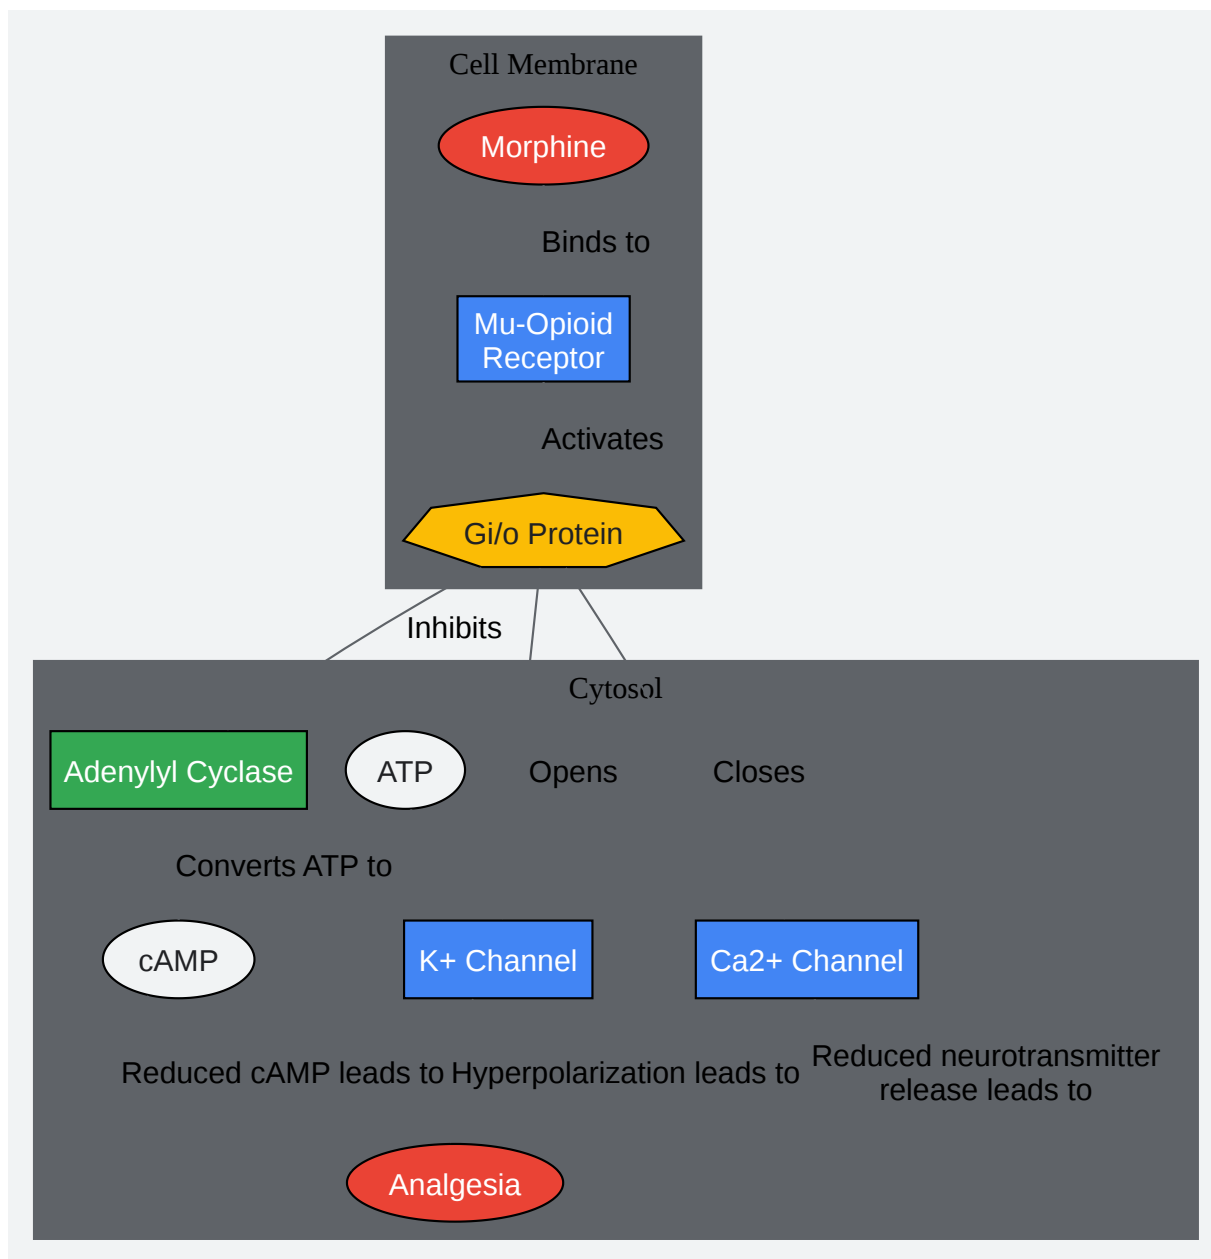 Cell Membrane
Morphine
Binds to
Mu-Opioid
Receptor
Activates
Gi/o Protein
Inhibits
Cytosol
Adenylyl Cyclase
ATP
Opens
Closes
Converts ATP to
cAMP
K+ Channel
Ca2+ Channel
Reduced cAMP leads to
Hyperpolarization leads to
Reduced neurotransmitter
release leads to
Analgesia